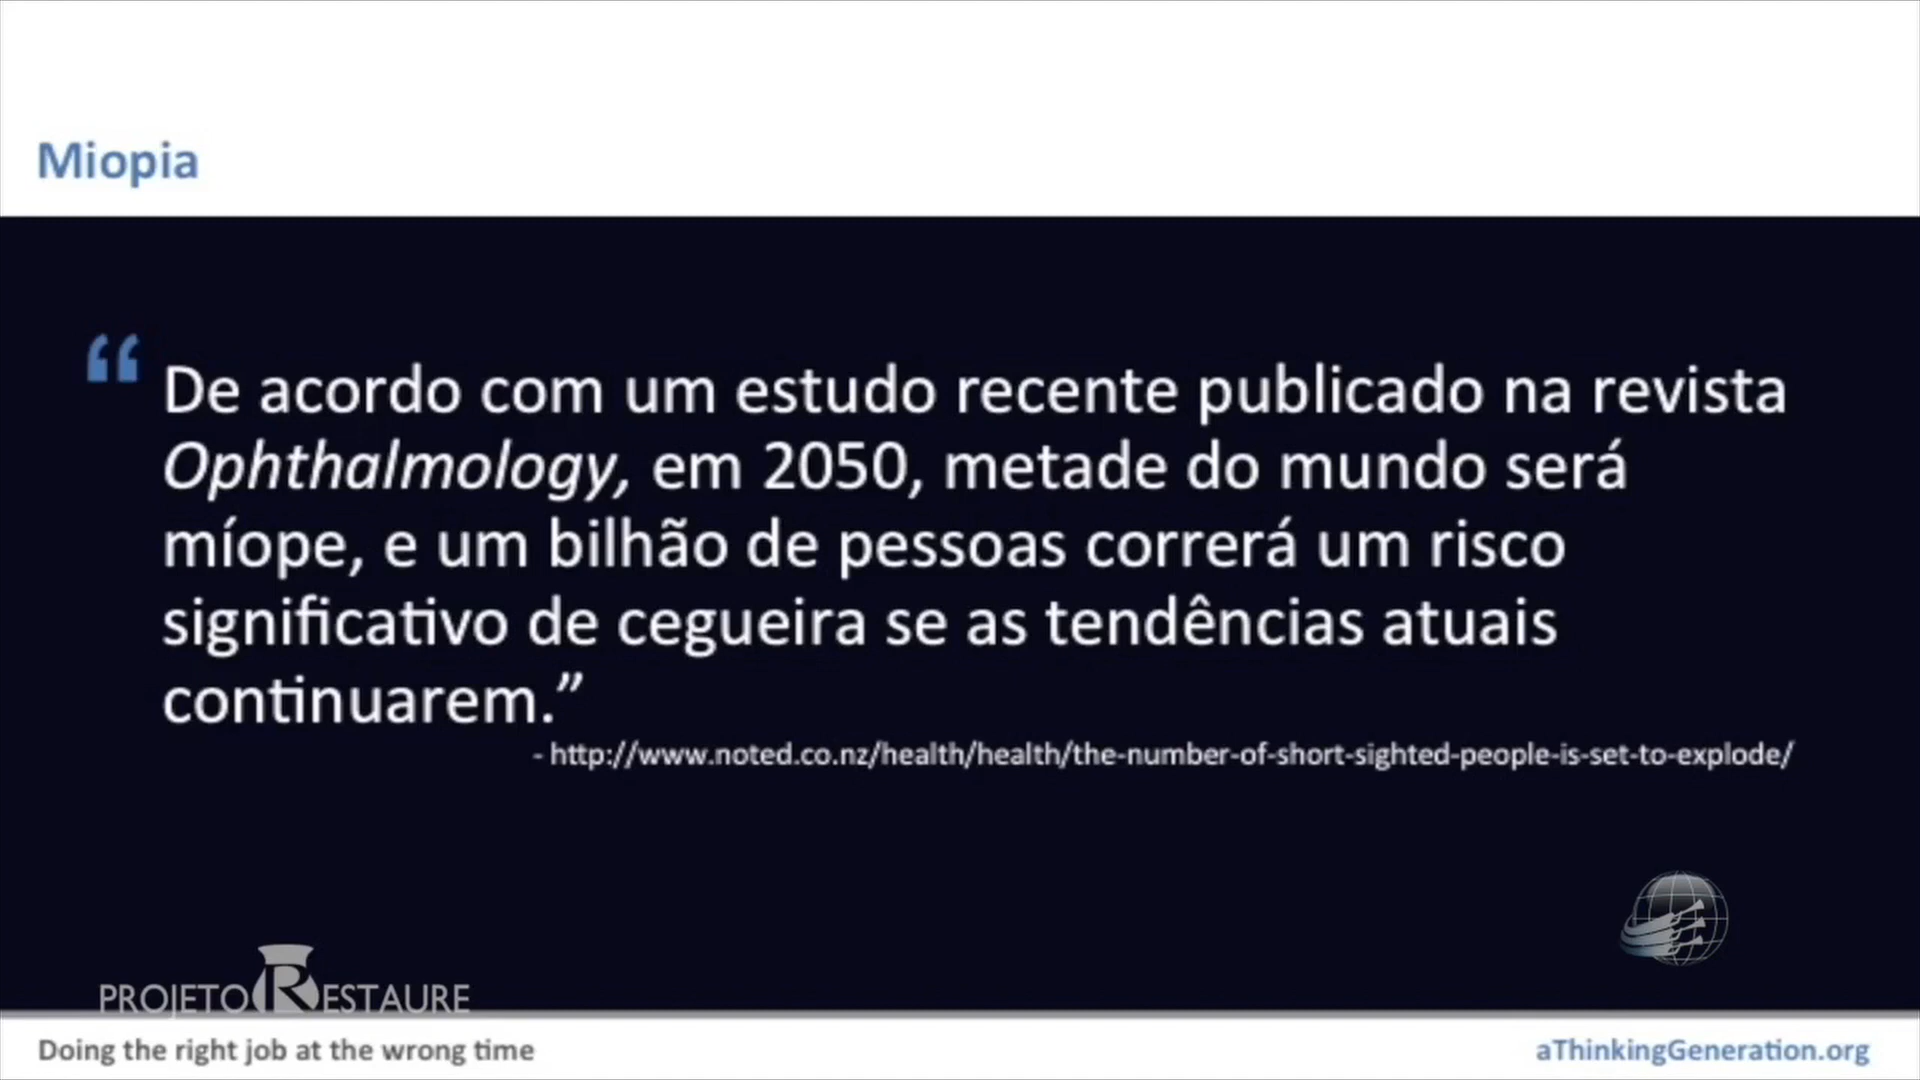 Miopia
“ De acordo com um estudo recente publicado na revista
Ophthalmology, em 2050, metade do mundo será
míope, e um bilhão de pessoas correrá um risco
significativo de cegueira se as tendências atuais
continuarem.”
- http://www.noted.co.nz/health/health/the-number-of-short-sighted-people-is-set-to-explode/
PROJETO RESTAURE
Doing the right job at the wrong time
aThinkingGeneration.org